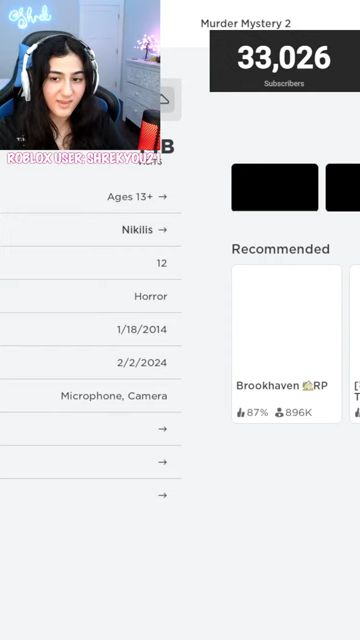 Murder Mystery 2
33,026
Subscribers
ROBLOX USER: SHREKYOU21
Ages 13+ →
Nikilis →
12
Horror
1/18/2014
2/2/2024
Microphone, Camera
→
→
→
Recommended
Brookhaven 🏡RP
87% 896K